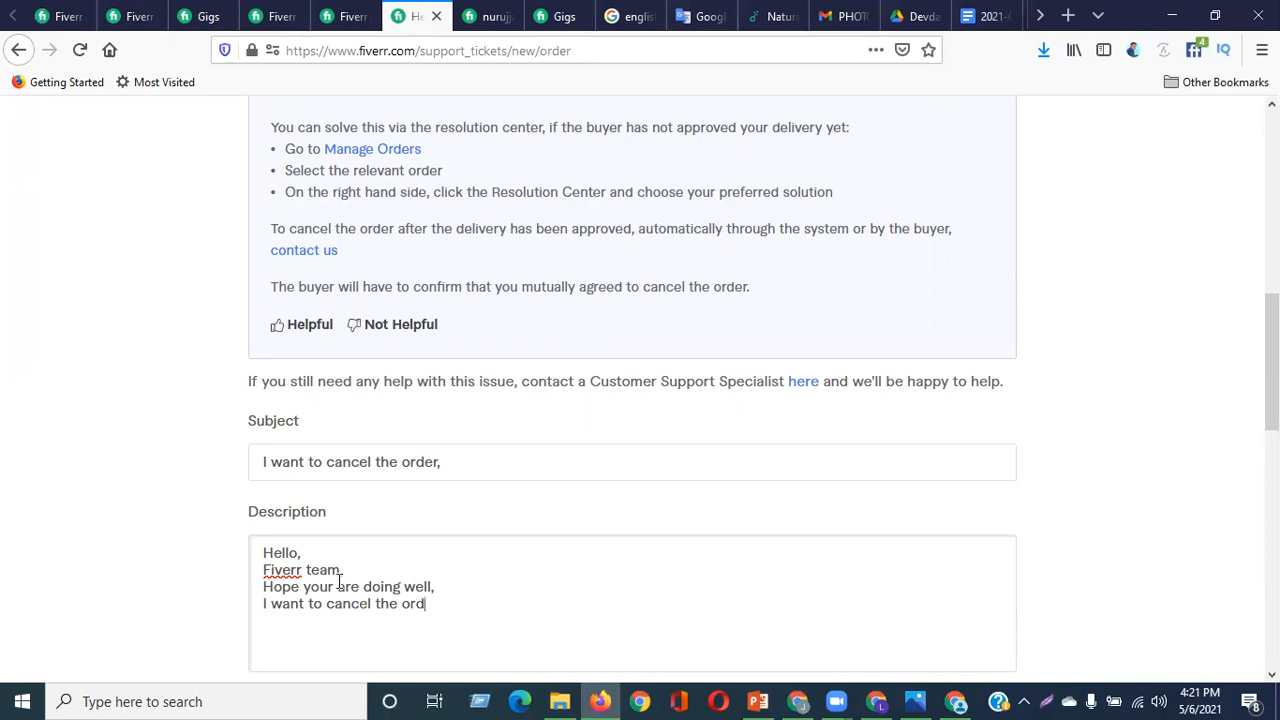 Fiverr
Fiverr
Gigs
Fiverr
Fiverr
He
nurujj
Gigs
english
Googl
Natur
PHOTO
Devda
2021-0
https://www.fiverr.com/support_tickets/new/order
4
Getting Started
Most Visited
Other Bookmarks
You can solve this via the resolution center, if the buyer has not approved your delivery yet:
• Go to Manage Orders
• Select the relevant order
• On the right hand side, click the Resolution Center and choose your preferred solution
To cancel the order after the delivery has been approved, automatically through the system or by the buyer,
contact us
The buyer will have to confirm that you mutually agreed to cancel the order.
Helpful Not Helpful
If you still need any help with this issue, contact a Customer Support Specialist here and we'll be happy to help.
Subject
I want to cancel the order,
Description
Hello,
Fiverr team,
Hope your are doing well,
I want to cancel the ord
Type here to search
4:21 PM
5/6/2021
8